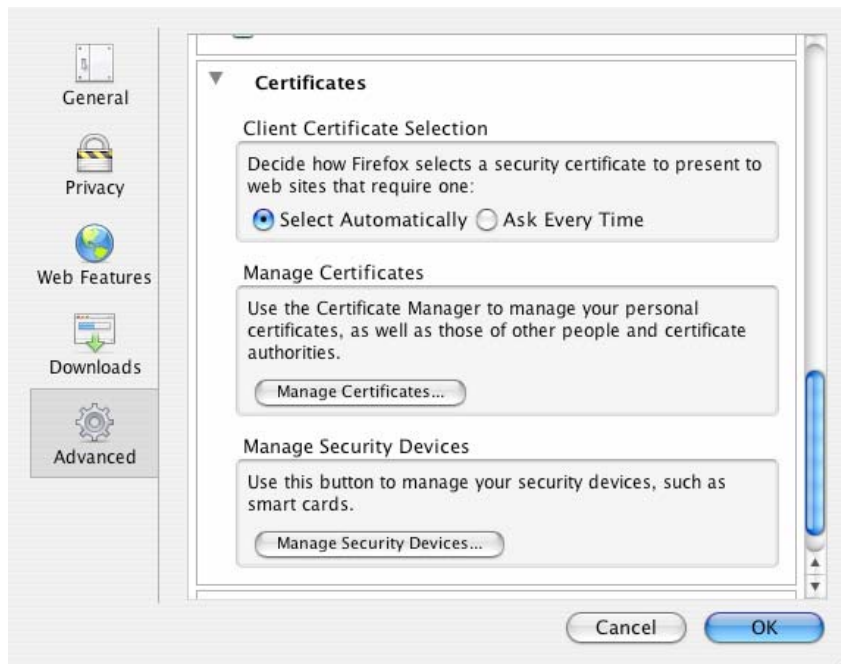 General
Privacy
Web Features
Downloads
Advanced
Certificates
Client Certificate Selection
Decide how Firefox selects a security certificate to present to
web sites that require one:
Select Automatically Ask Every Time
Manage Certificates
Use the Certificate Manager to manage your personal
certificates, as well as those of other people and certificate
authorities.
Manage Certificates...
Manage Security Devices
Use this button to manage your security devices, such as
smart cards.
Manage Security Devices...
Cancel OK